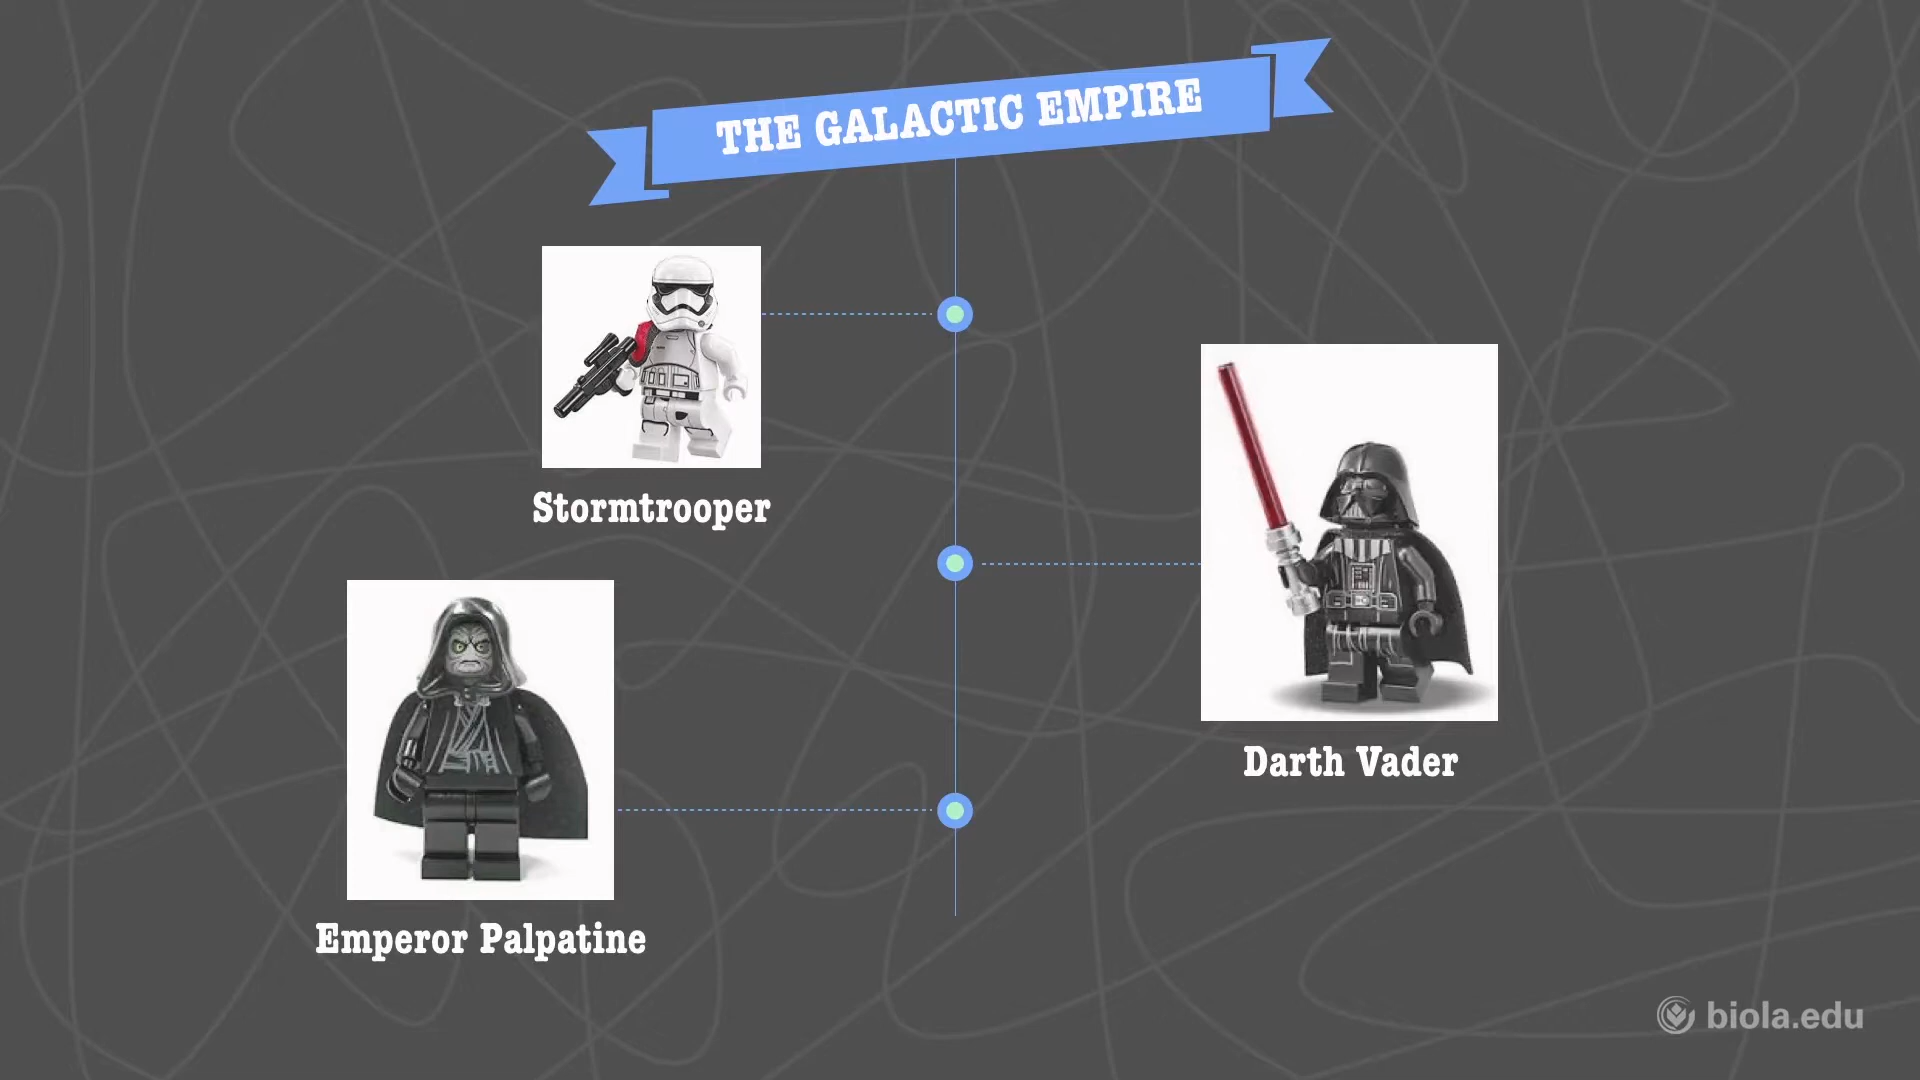 THE GALACTIC EMPIRE
Stormtrooper
Darth Vader
Emperor Palpatine
biola.edu